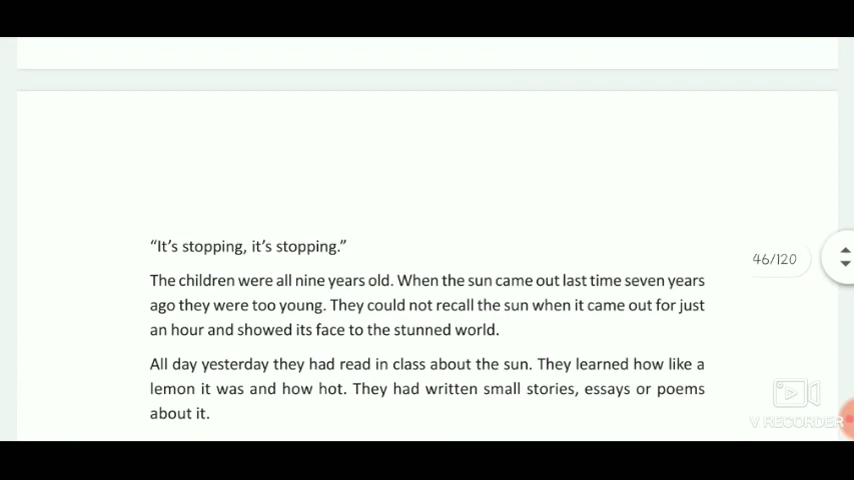 “It’s stopping, it’s stopping.”
The children were all nine years old. When the sun came out last time seven years
ago they were too young. They could not recall the sun when it came out for just
an hour and showed its face to the stunned world.
All day yesterday they had read in class about the sun. They learned how like a
lemon it was and how hot. They had written small stories, essays or poems
about it.
46/120
V RECORDER